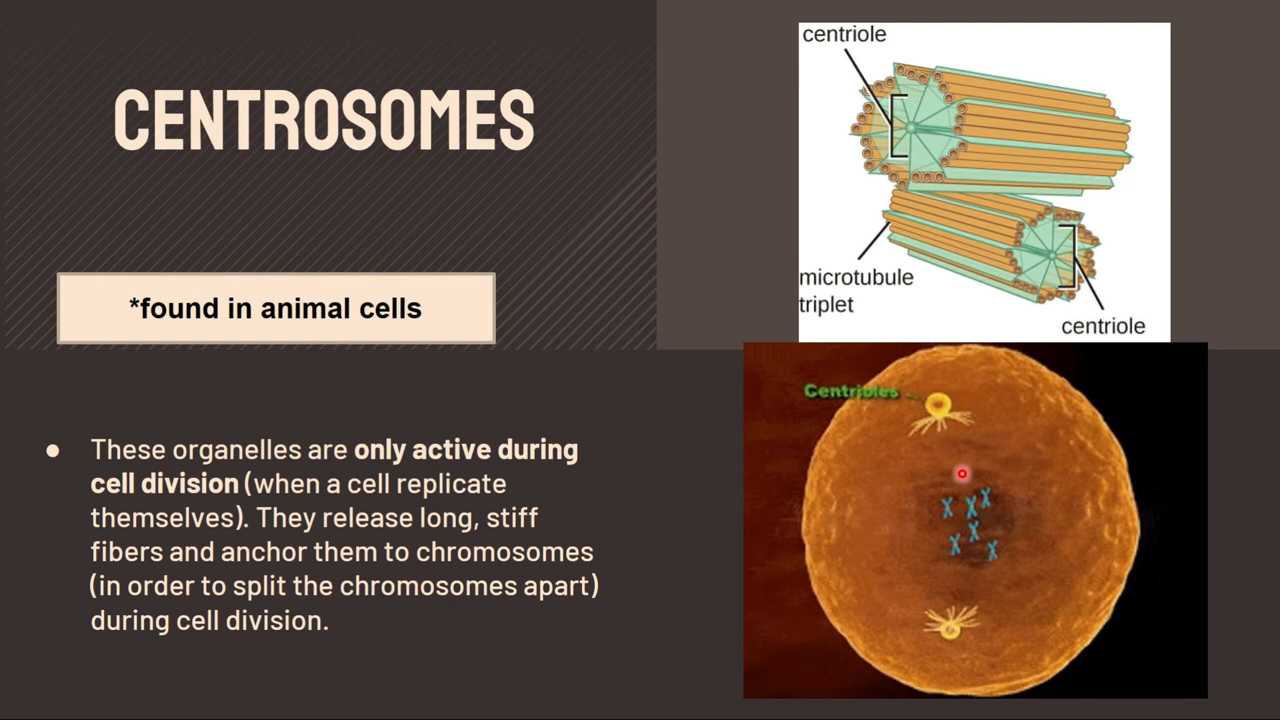 CENTROSOMES
*found in animal cells
● These organelles are only active during
cell division (when a cell replicate
themselves). They release long, stiff
fibers and anchor them to chromosomes
(in order to split the chromosomes apart)
during cell division.
centriole
microtubule
triplet
centriole
Centrioles